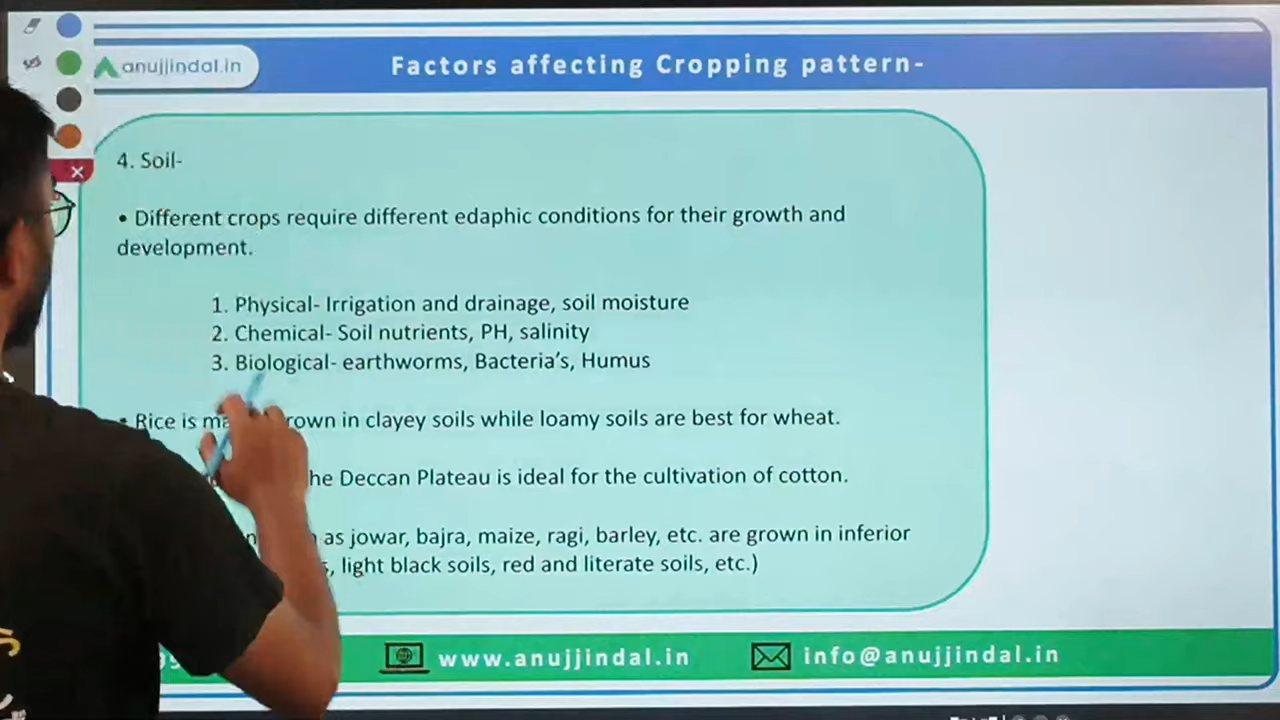 anujjindal.in
Factors affecting Cropping pattern-
4. Soil-
• Different crops require different edaphic conditions for their growth and
development.
1. Physical- Irrigation and drainage, soil moisture
2. Chemical- Soil nutrients, PH, salinity
3. Biological- earthworms, Bacteria's, Humus
• Rice is grown in clayey soils while loamy soils are best for wheat.
Deccan Plateau is ideal for the cultivation of cotton.
as jowar, bajra, maize, ragi, barley, etc. are grown in inferior
light black soils, red and literate soils, etc.)
www.anujjindal.in
info@anujjindal.in